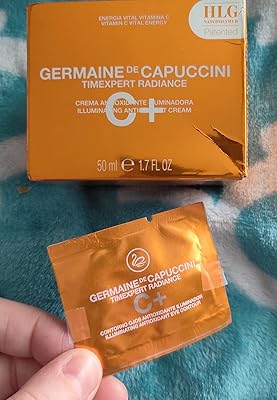 ENERGÍA VITAL VITAMINA C
VITAMIN C VITAL ENERGY
HLG
NANOPOLYMER
Patented
GERMAINE DE CAPUCCINI
TIMEXPERT RADIANCE
C+
CREMA ANTIOXIDANTE ILUMINADORA
ILLUMINATING ANTIOXIDANT CREAM
50 ml e 1.7 FL OZ
GERMAINE DE CAPUCCINI
TIMEXPERT RADIANCE
C+
CONTORNO OJOS ANTIOXIDANTE ILUMINADOR
ILLUMINATING ANTIOXIDANT EYE CONTOUR